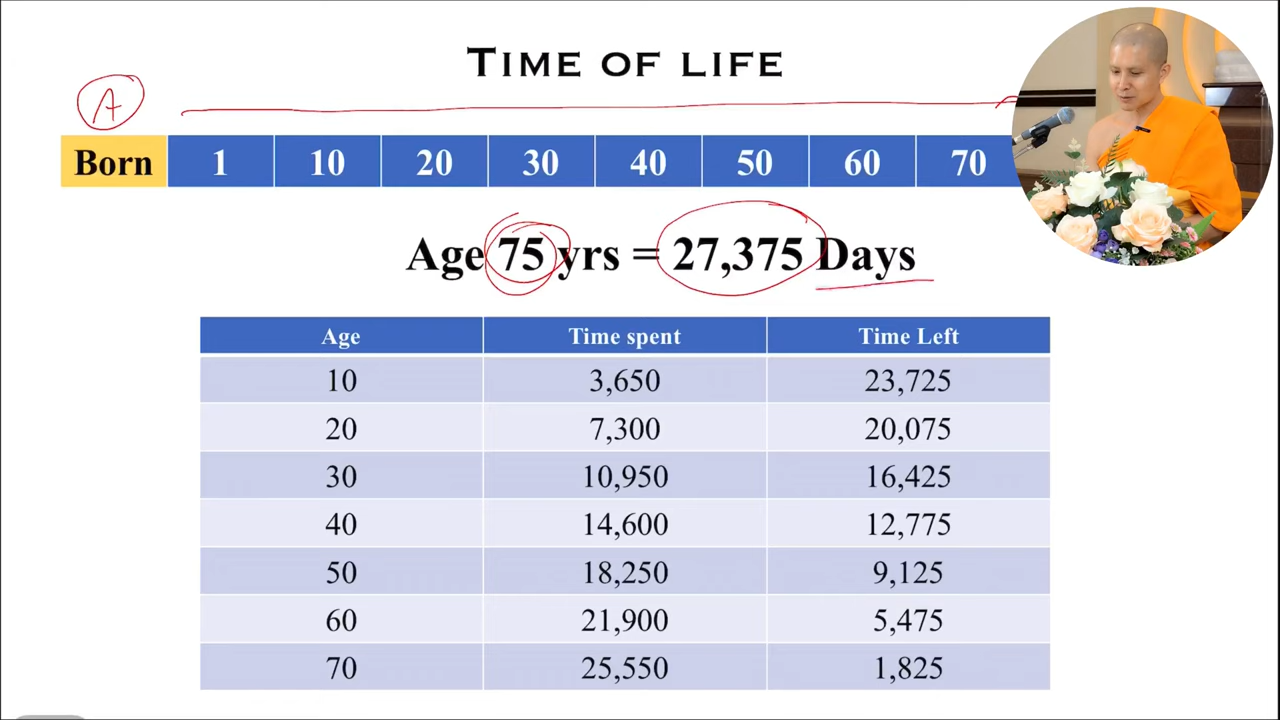 TIME OF LIFE
A
Born 1 10 20 30 40 50 60 70
Age 75 yrs = 27,375 Days
Age Time spent Time Left
10 3,650 23,725
20 7,300 20,075
30 10,950 16,425
40 14,600 12,775
50 18,250 9,125
60 21,900 5,475
70 25,550 1,825